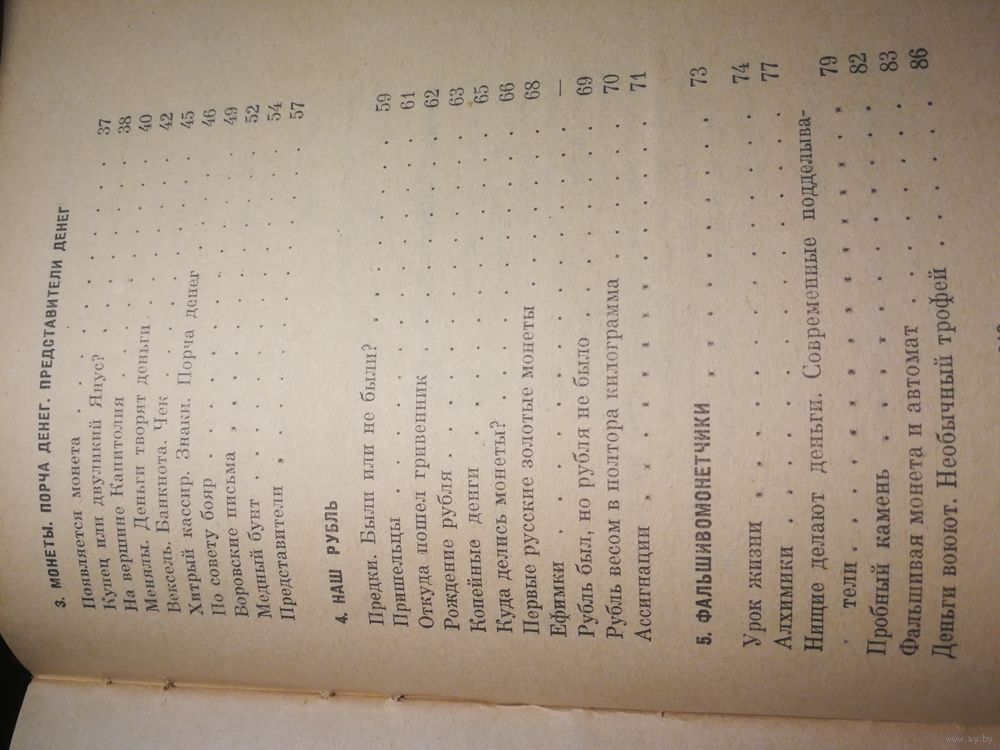 3. МОНЕТЫ. ПОРЧА ДЕНЕГ. ПРЕДСТАВИТЕЛИ ДЕНЕГ
Появляется монета . . . . . . . . 37
Купец или двуликий Янус? . . . . . . . 38
На вершине Капитолия . . . . . . . 40
Менялы. Деньги творят деньги . . . . . . 42
Вексель. Банкнота. Чек . . . . . . . 45
Хитрый кассир. Знаки. Порча денег . . . . . 46
По совету бояр . . . . . . . . . 49
Воровские письма . . . . . . . . 52
Медный бунт . . . . . . . . . 54
Представители . . . . . . . . . 57
4. НАШ РУБЛЬ
Предки. Были или не были? . . . . . . . 59
Пришельцы . . . . . . . . . . 61
Откуда пошел гривенник . . . . . . . 62
Рождение рубля . . . . . . . . . 63
Копейные денги . . . . . . . . . 65
Куда делись монеты? . . . . . . . . 66
Первые русские золотые монеты . . . . . . 68
Ефимки . . . . . . . . . . . —
Рубль был, но рубля не было . . . . . . 69
Рубль весом в полтора килограмма . . . . . 70
Ассигнации . . . . . . . . . . 71
5. ФАЛЬШИВОМОНЕТЧИКИ . . . . . . . 73
Урок жизни . . . . . . . . . . 74
Алхимики . . . . . . . . . . . 77
Нищие делают деньги. Современные подделыва-
тели . . . . . . . . . . . . 79
Пробный камень . . . . . . . . . 82
Фальшивая монета и автомат . . . . . . 83
Деньги воюют. Необычный трофей . . . . . 86
www.ay.by